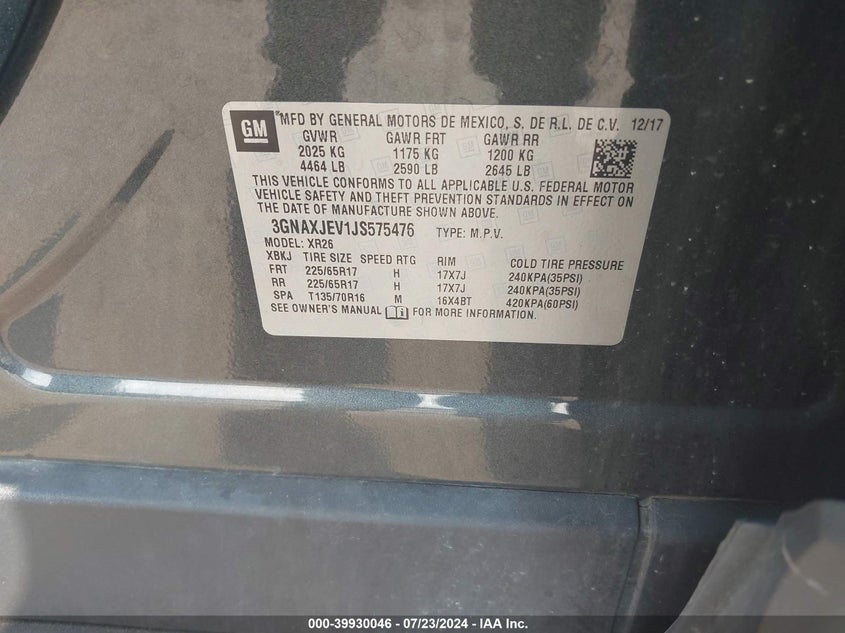 GM
MFD BY GENERAL MOTORS DE MEXICO, S. DE R.L. DE C.V. 12/17
GVWR GAWR FRT GAWR RR
2025 KG 1175 KG 1200 KG
4464 LB 2590 LB 2645 LB
THIS VEHICLE CONFORMS TO ALL APPLICABLE U.S. FEDERAL MOTOR
VEHICLE SAFETY AND THEFT PREVENTION STANDARDS IN EFFECT ON
THE DATE OF MANUFACTURE SHOWN ABOVE.
3GNAXJEV1JS575476 TYPE: M.P.V.
MODEL: XR26
XBKJ TIRE SIZE SPEED RTG RIM COLD TIRE PRESSURE
FRT 225/65R17 H 17X7J 240KPA(35PSI)
RR 225/65R17 H 17X7J 240KPA(35PSI)
SPA T135/70R16 M 16X4BT 420KPA(60PSI)
SEE OWNER'S MANUAL FOR MORE INFORMATION.
000-39930046 - 07/23/2024 - IAA Inc.